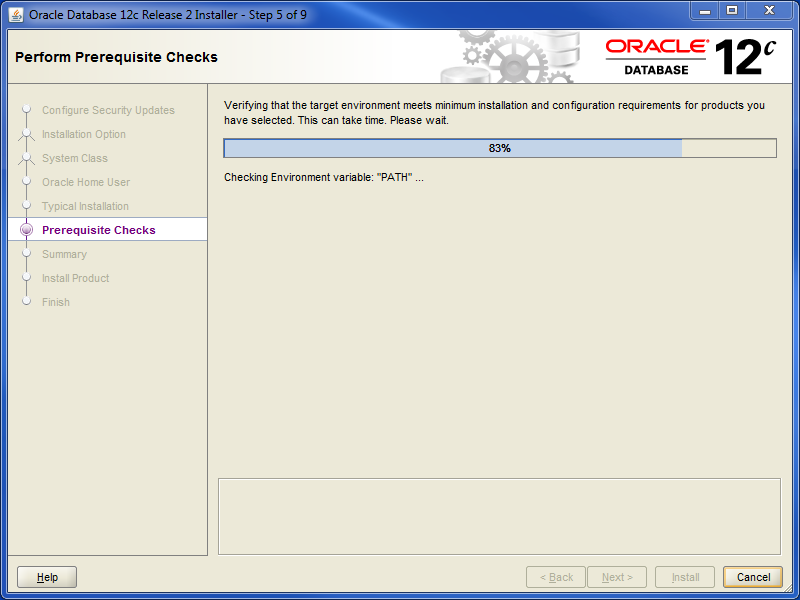 Oracle Database 12c Release 2 Installer - Step 5 of 9
Perform Prerequisite Checks
ORACLE®
DATABASE
12c
Configure Security Updates
Installation Option
System Class
Oracle Home User
Typical Installation
Prerequisite Checks
Summary
Install Product
Finish
Verifying that the target environment meets minimum installation and configuration requirements for products you
have selected. This can take time. Please wait.
83%
Checking Environment variable: "PATH" ...
Help
< Back
Next >
Install
Cancel